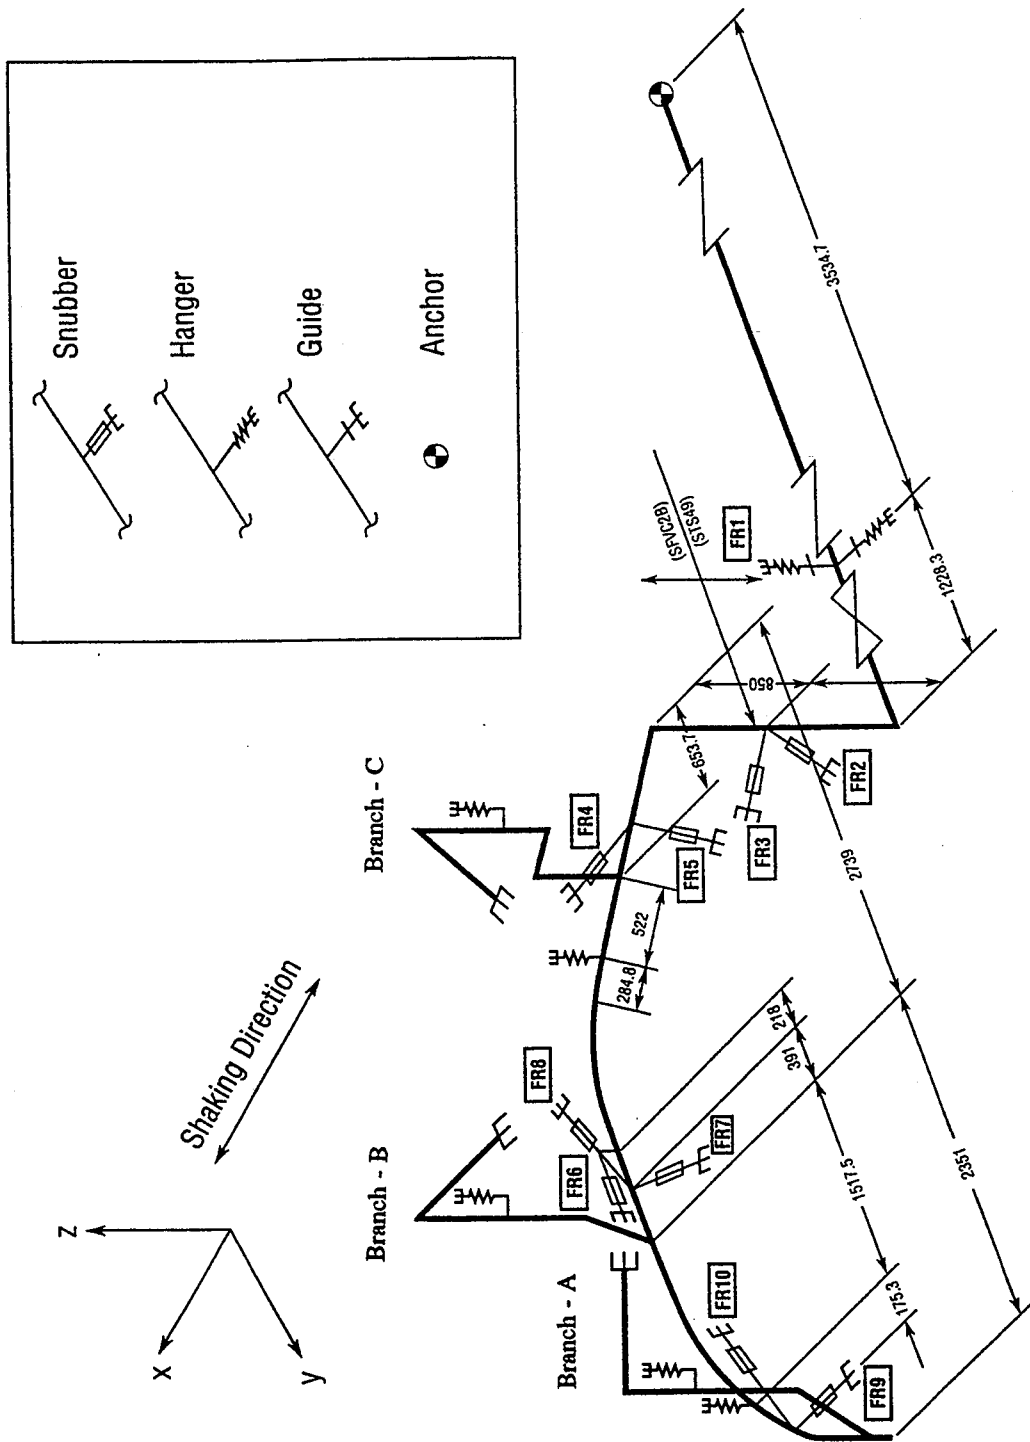 Snubber
Hanger
Guide
Anchor
Shaking Direction
z
x
y
Branch - C
Branch - B
Branch - A
(SFVC28)
(STS49)
FR1
FR2
FR3
FR4
FR5
FR6
FR7
FR8
FR9
FR10
3534.7
1228.3
850
653.7
2739
522
284.8
218
391
1517.5
2351
175.3